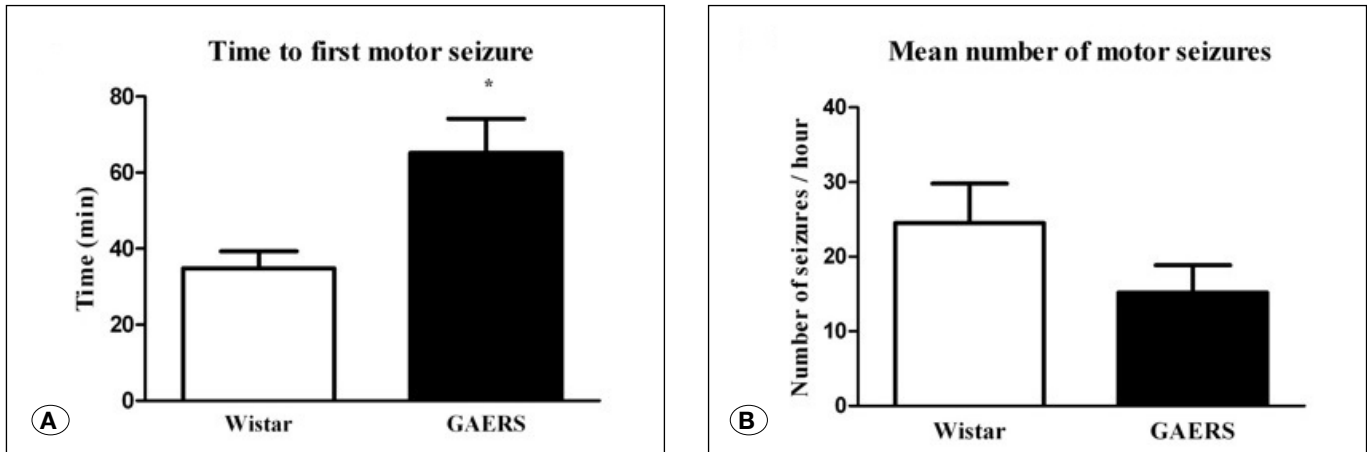 Time to first motor seizure
*
Time (min)
80
60
40
20
0
Wistar GAERS
A
Mean number of motor seizures
Number of seizures / hour
40
30
20
10
0
Wistar GAERS
B